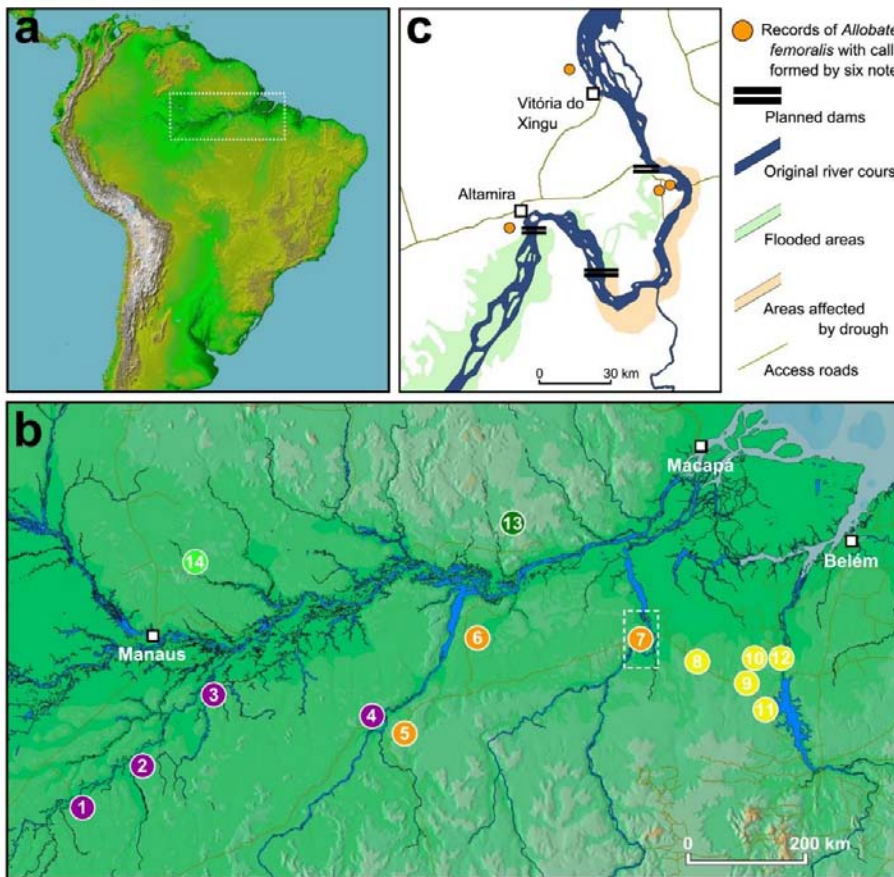 a
c
Vitória do
Xingu
Altamira
0 30 km
Records of Allobate
femoralis with call
formed by six note
Planned dams
Original river cours
Flooded areas
Areas affected
by drough
Access roads
b
Macapá
Belém
Manaus
13
14
6
7
8
10
12
9
11
3
4
5
2
1
0 200 km